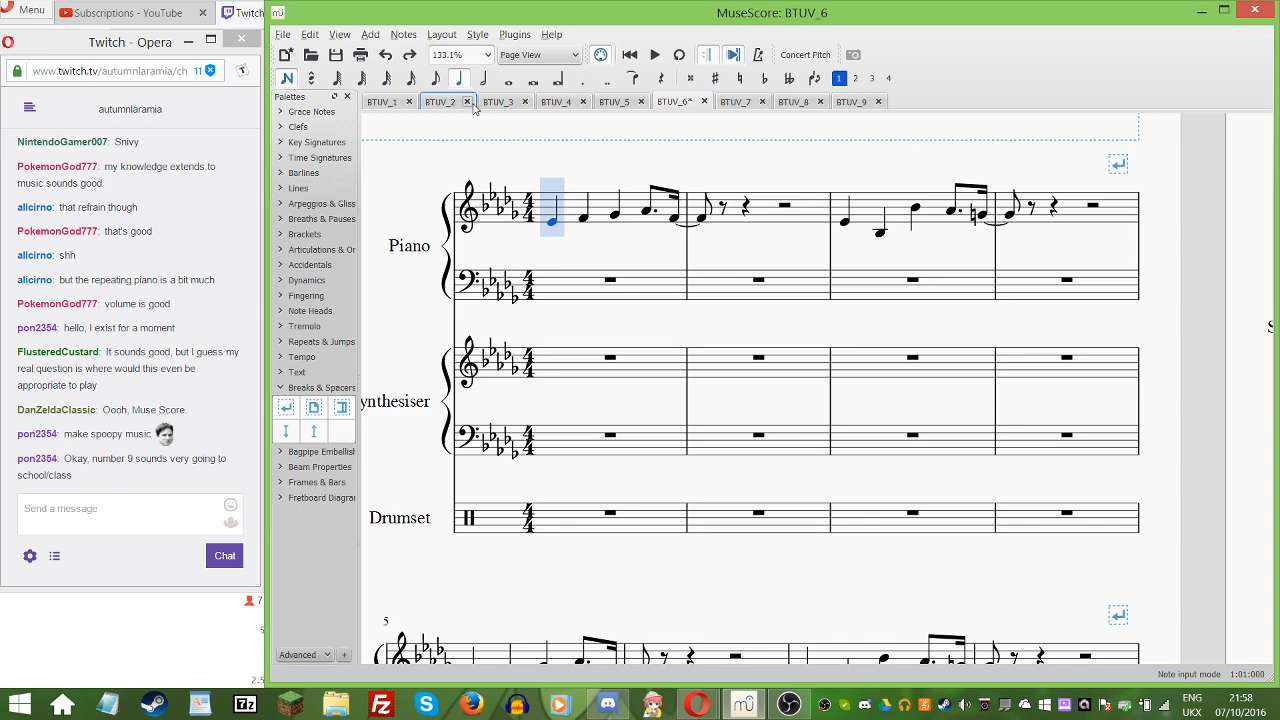 Menu
Subscriptions - YouTube
Twitch
Twitch - Opera
www.twitch.tv/autumnlaramia/ch
11
autumnlaramia
NintendoGamer007: Snivy
PokemonGod777: my knowledge extends to
music sounds good
alicirno: that refrain though
PokemonGod777: that's good
alicirno: shh
alicirno: but the repeating piano is a bit much
PokemonGod777: volume is good
pon2354: hello, I exist for a moment
FlusteredCustard: It sounds good, but I guess my
real question is where would this even be
appropriate to play
DanZeldaClassic: Oooh, Muse Score.
pon2354: make spoopy music
pon2354: Okay, number 9 sounds very going to
school/class
Send a message
Chat
7
5
2.5
MuseScore: BTUV_6
File Edit View Add Notes Layout Style Plugins Help
133.1%
Page View
Concert Pitch
1 2 3 4
Palettes
BTUV_1 BTUV_2 BTUV_3 BTUV_4 BTUV_5 BTUV_6* BTUV_7 BTUV_8 BTUV_9
Grace Notes
Clefs
Key Signatures
Time Signatures
Barlines
Lines
Arpeggios & Gliss
Breaths & Pauses
Brackets
Articulations & Or
Accidentals
Dynamics
Fingering
Note Heads
Tremolo
Repeats & Jumps
Tempo
Text
Breaks & Spacers
Bagpipe Embellish
Beam Properties
Frames & Bars
Fretboard Diagran
Advanced
Piano
ynthesiser
Drumset
S
5
Note input mode 1:01:000
7z
ENG
UKX
21:58
07/10/2016